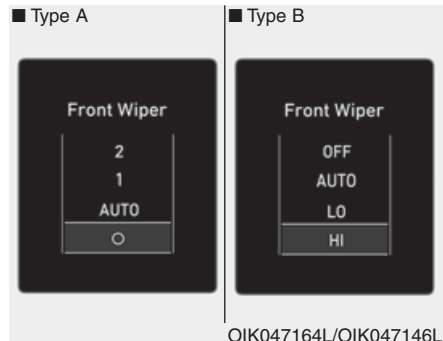 ■ Type A
Front Wiper
2
1
AUTO
O
■ Type B
Front Wiper
OFF
AUTO
LO
HI
OIK047164L/OIK047146L